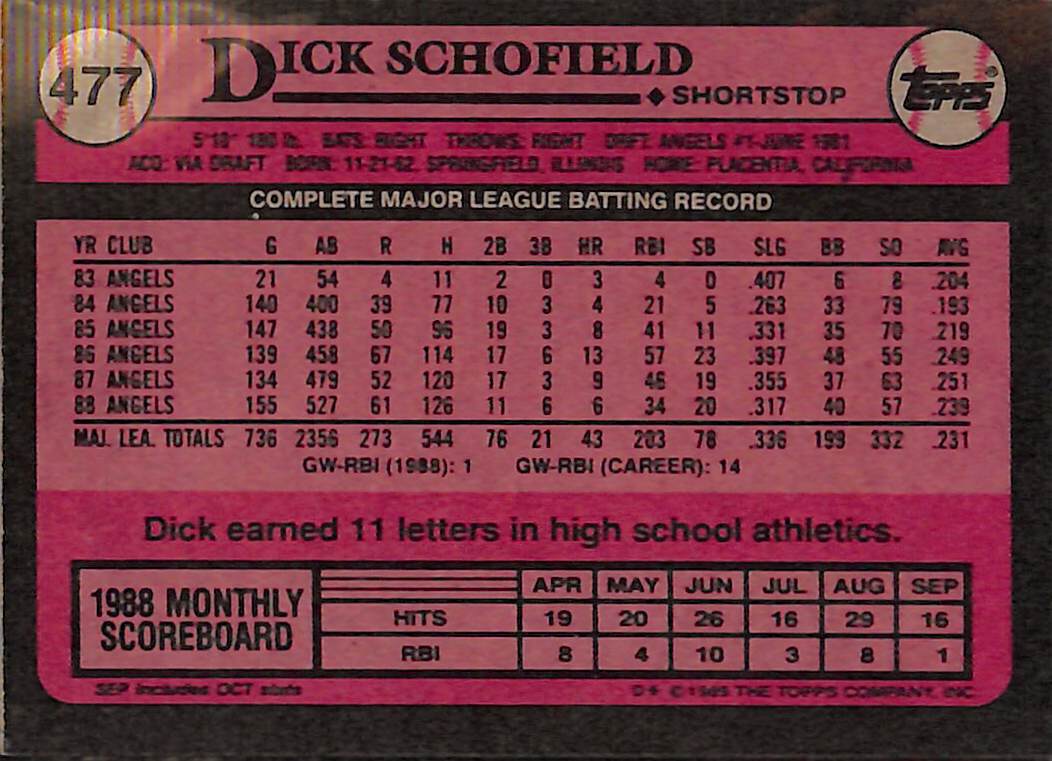 477
DICK SCHOFIELD
◆ SHORTSTOP
TOPPS®
5'10" 180 lb. BATS: RIGHT THROWS: RIGHT DRFT: ANGELS #1-JUNE 1981
ACQ: VIA DRAFT BORN: 11-21-62, SPRINGFIELD, ILLINOIS HOME: PLACENTIA, CALIFORNIA
COMPLETE MAJOR LEAGUE BATTING RECORD
YR CLUB G AB R H 2B 3B HR RBI SB SLG BB SO AVG
83 ANGELS 21 54 4 11 2 0 3 4 0 .407 6 8 .204
84 ANGELS 140 400 39 77 10 3 4 21 5 .263 33 79 .193
85 ANGELS 147 438 50 96 19 3 8 41 11 .331 35 70 .219
86 ANGELS 139 458 67 114 17 6 13 57 23 .397 48 55 .249
87 ANGELS 134 479 52 120 17 3 9 46 19 .355 37 63 .251
88 ANGELS 155 527 61 126 11 6 6 34 20 .317 40 57 .239
MAJ. LEA. TOTALS 736 2356 273 544 76 21 43 203 78 .336 199 332 .231
GW-RBI (1988): 1 GW-RBI (CAREER): 14
Dick earned 11 letters in high school athletics.
1988 MONTHLY
SCOREBOARD
APR MAY JUN JUL AUG SEP
HITS 19 20 26 16 29 16
RBI 8 4 10 3 8 1
SEP includes OCT stats
D* © 1989 THE TOPPS COMPANY, INC.